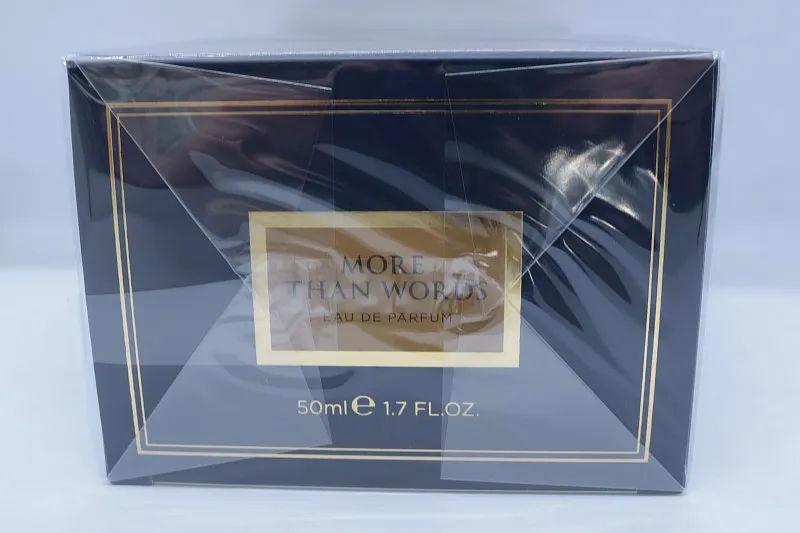 MORE
THAN WORDS
EAU DE PARFUM
50ml℮ 1.7 FL.OZ.